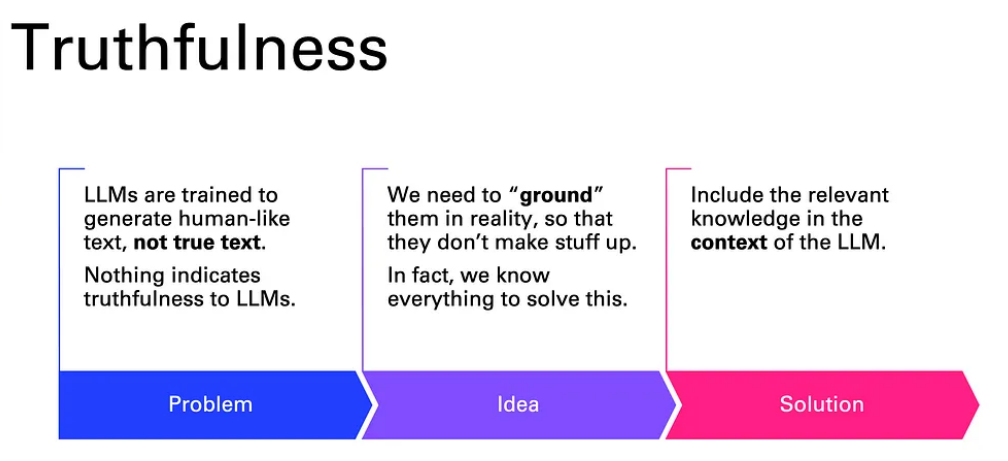 Truthfulness
LLMs are trained to
generate human-like
text, not true text.
Nothing indicates
truthfulness to LLMs.
We need to “ground”
them in reality, so that
they don’t make stuff up.
In fact, we know
everything to solve this.
Include the relevant
knowledge in the
context of the LLM.
Problem
Idea
Solution